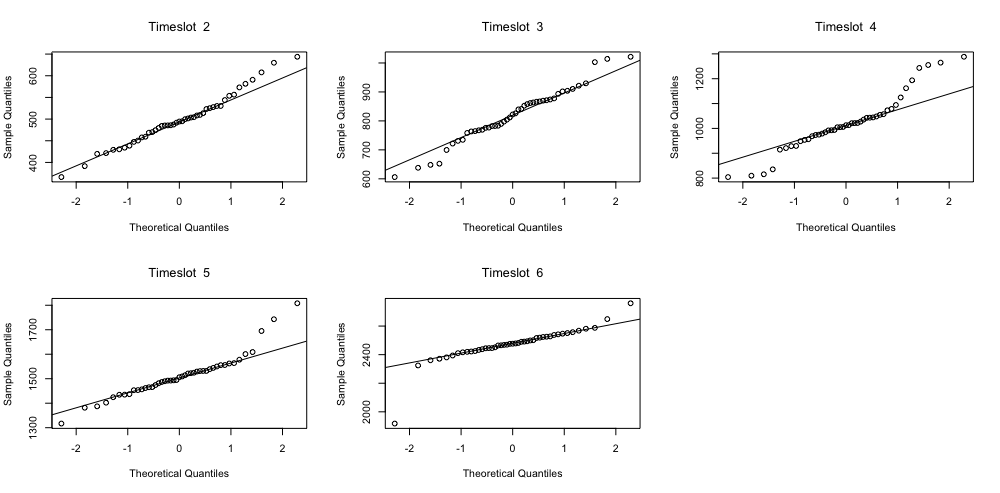 Timeslot 2
Sample Quantiles
400 500 600
-2 -1 0 1 2
Theoretical Quantiles
Timeslot 3
Sample Quantiles
600 700 800 900
-2 -1 0 1 2
Theoretical Quantiles
Timeslot 4
Sample Quantiles
800 1000 1200
-2 -1 0 1 2
Theoretical Quantiles
Timeslot 5
Sample Quantiles
1300 1500 1700
-2 -1 0 1 2
Theoretical Quantiles
Timeslot 6
Sample Quantiles
2000 2400
-2 -1 0 1 2
Theoretical Quantiles